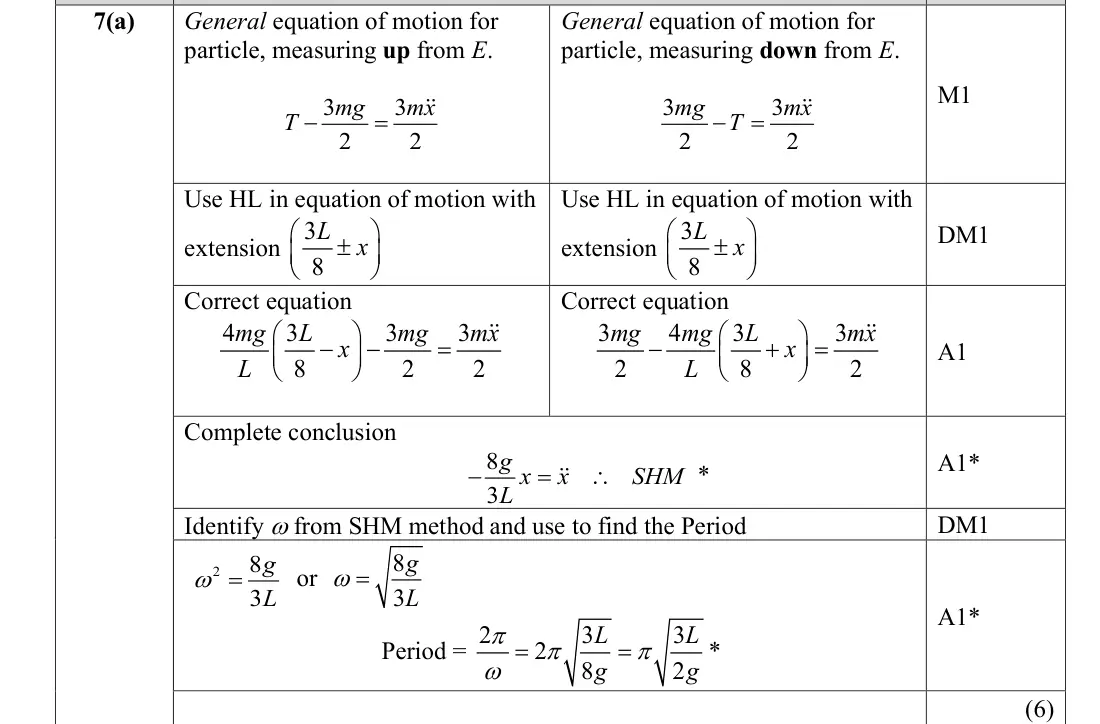 7(a)
General equation of motion for particle, measuring up from E.
T − 3mg/2 = 3mẍ/2
General equation of motion for particle, measuring down from E.
3mg/2 − T = 3mẍ/2
M1
Use HL in equation of motion with extension (3L/8 ± x)
Use HL in equation of motion with extension (3L/8 ± x)
DM1
Correct equation
4mg/L (3L/8 − x) − 3mg/2 = 3mẍ/2
Correct equation
3mg/2 − 4mg/L (3L/8 + x) = 3mẍ/2
A1
Complete conclusion
−8g/3L x = ẍ ∴ SHM *
A1*
Identify ω from SHM method and use to find the Period
DM1
ω² = 8g/3L or ω = √(8g/3L)
Period = 2π/ω = 2π√(3L/8g) = π√(3L/2g) *
A1*
(6)